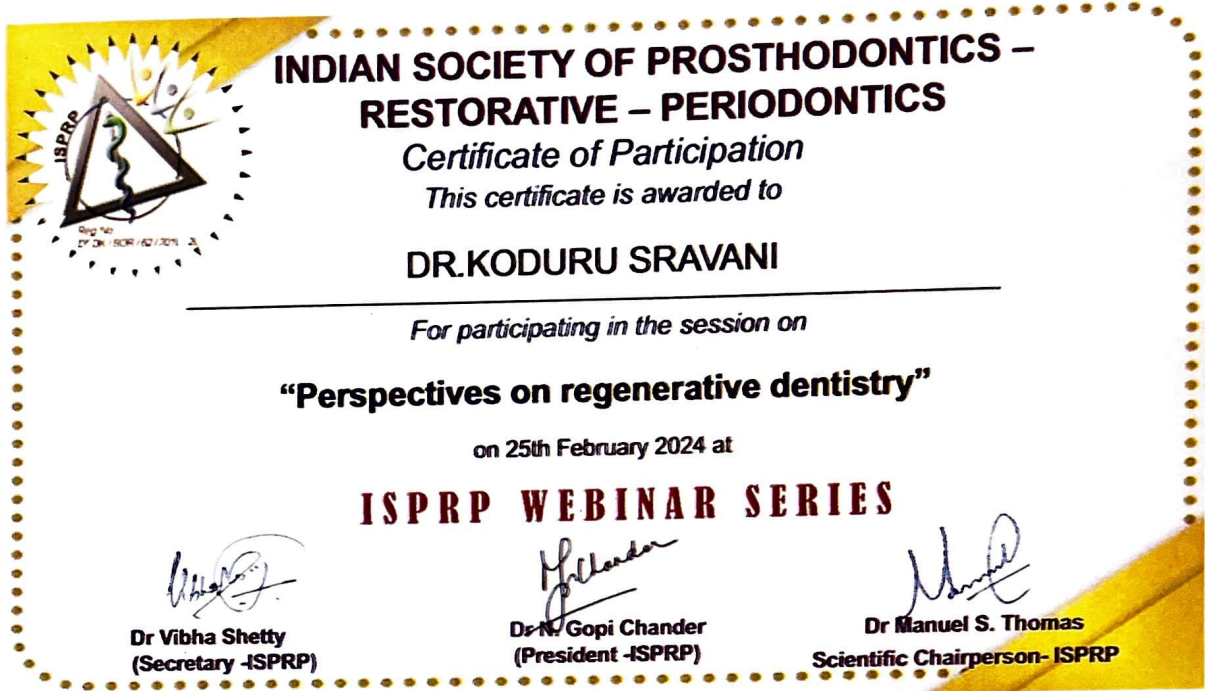 INDIAN SOCIETY OF PROSTHODONTICS –
RESTORATIVE – PERIODONTICS
Certificate of Participation
This certificate is awarded to
ISPRP
Reg No
DR.KODURU SRAVANI
For participating in the session on
“Perspectives on regenerative dentistry”
on 25th February 2024 at
ISPRP WEBINAR SERIES
Dr Vibha Shetty
(Secretary -ISPRP)
Dr N. Gopi Chander
(President -ISPRP)
Dr Manuel S. Thomas
Scientific Chairperson- ISPRP